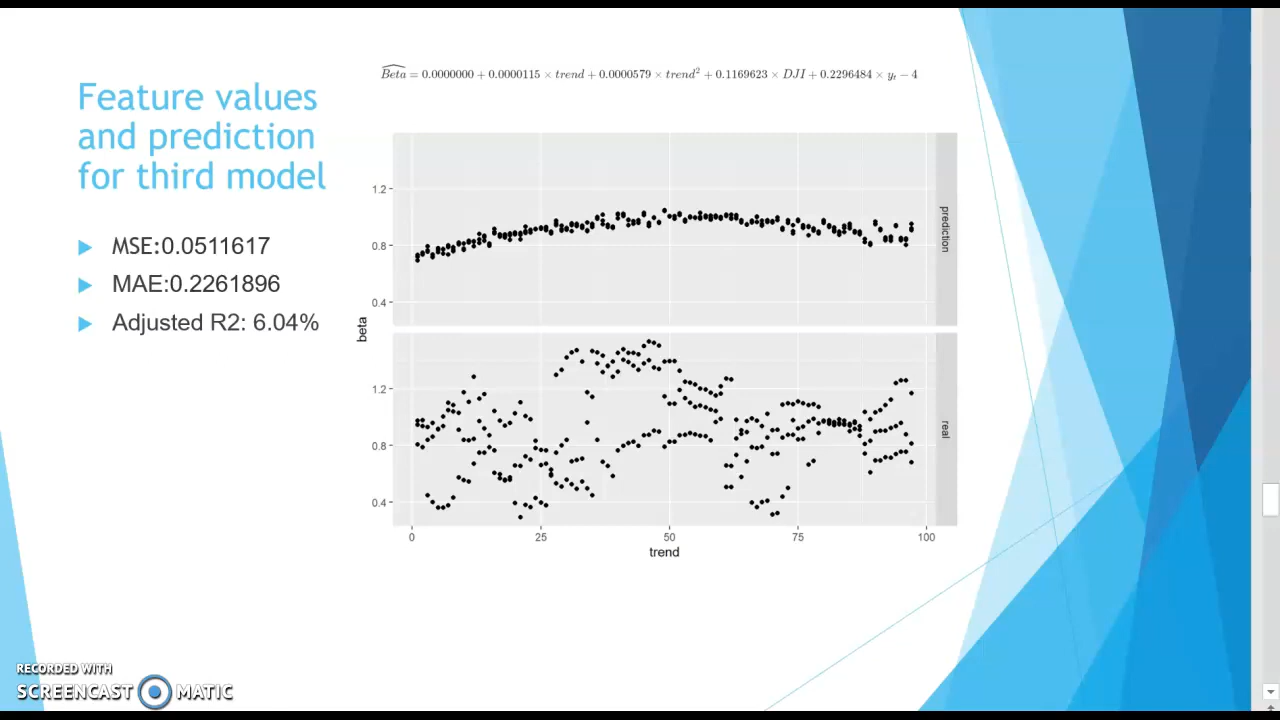 Beta = 0.0000000 + 0.0000115 × trend + 0.0000579 × trend² + 0.1169623 × DJI + 0.2296484 × yₜ − 4
Feature values
and prediction
for third model
MSE:0.0511617
MAE:0.2261896
Adjusted R2: 6.04%
1.2
0.8
0.4
prediction
beta
1.2
0.8
0.4
real
0 25 50 75 100
trend
RECORDED WITH
SCREENCAST MATIC